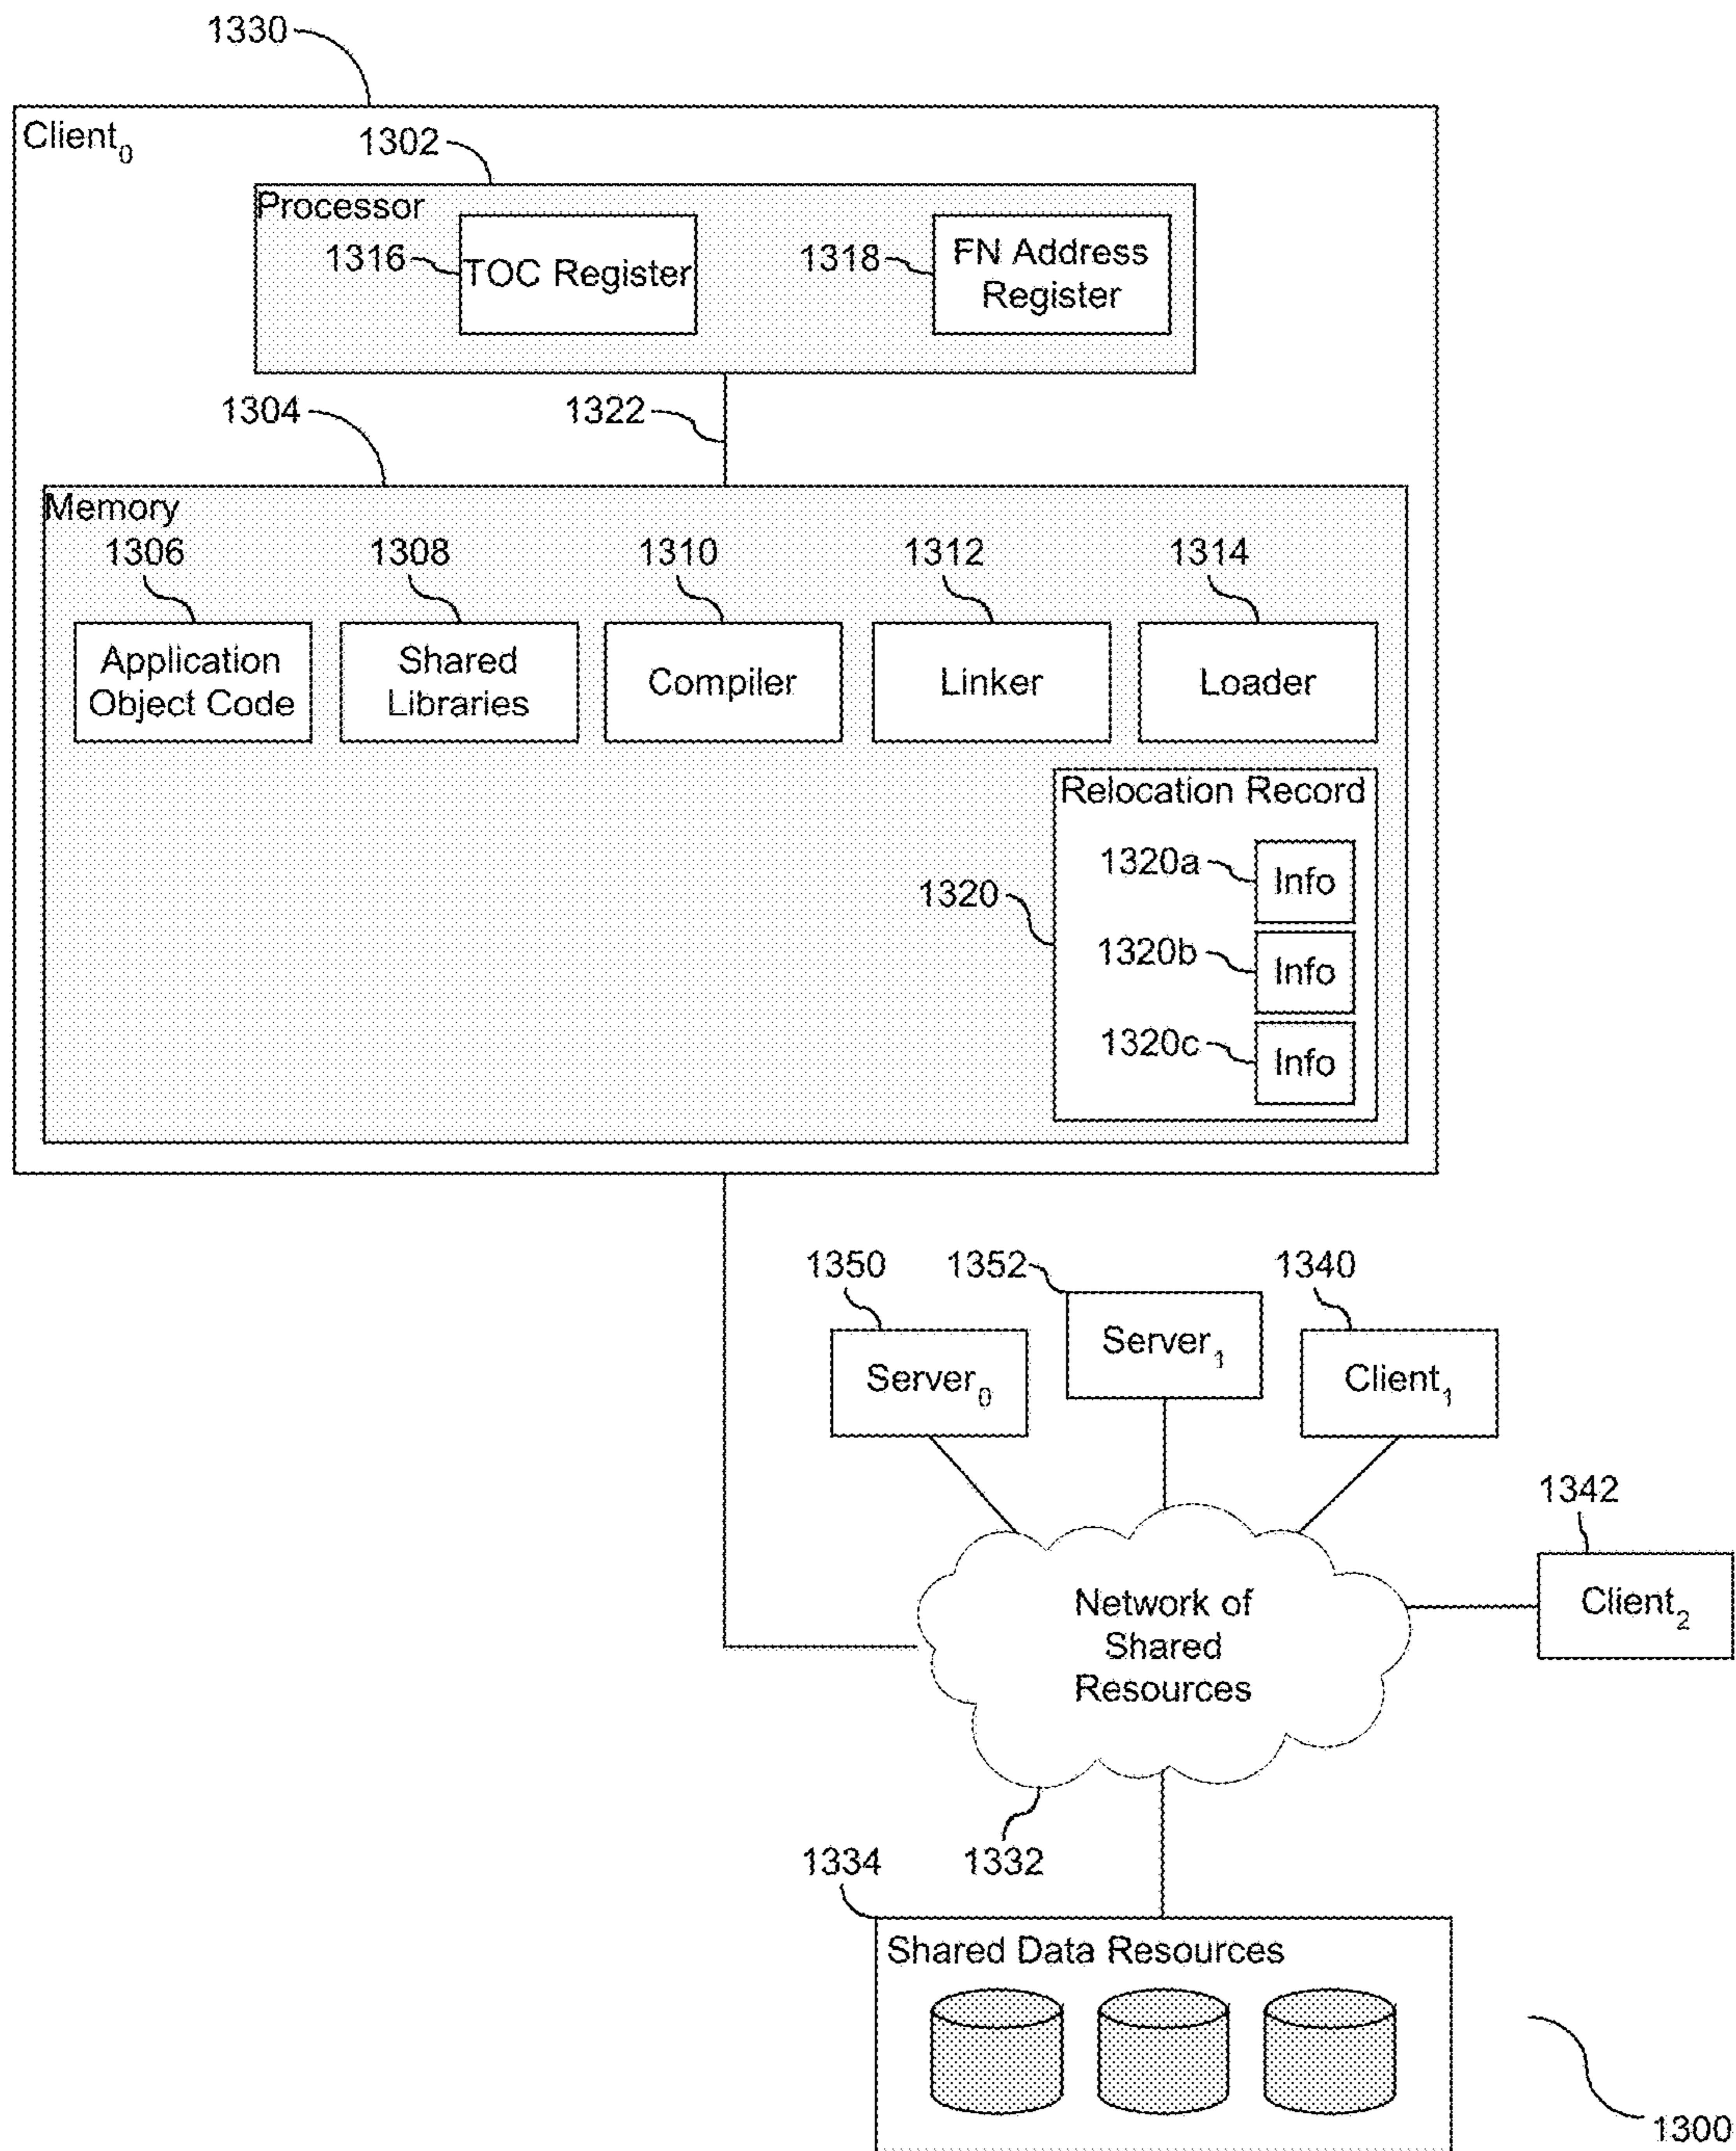 1330
Client₀
1302
Processor
1316
TOC Register
1318
FN Address
Register
1304
1322
Memory
1306
1308
1310
1312
1314
Application
Object Code
Shared
Libraries
Compiler
Linker
Loader
Relocation Record
1320
1320a
Info
1320b
Info
1320c
Info
1350
1352
1340
Server₀
Server₁
Client₁
1342
Client₂
Network of
Shared
Resources
1334
1332
Shared Data Resources
1300